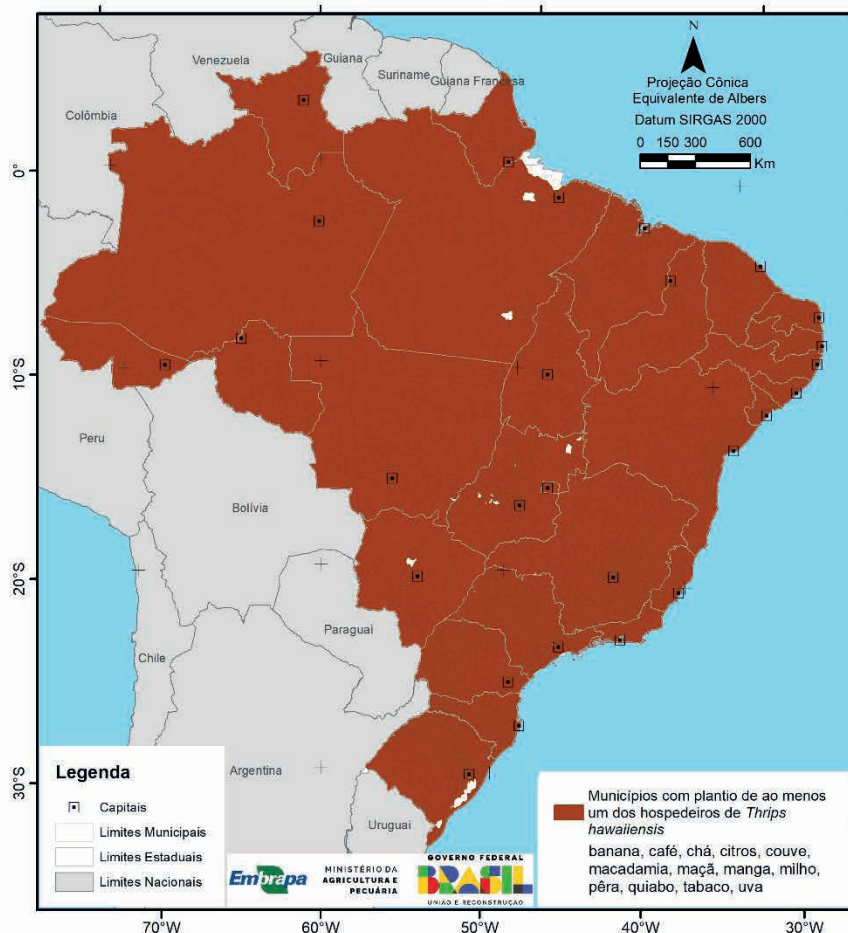 N
Projeção Cônica
Equivalente de Albers
Datum SIRGAS 2000
0 150 300 600
Km
Venezuela
Guiana
Suriname
Guiana Francesa
Colômbia
Peru
Bolívia
Paraguai
Chile
Argentina
Uruguai
0°
10°S
20°S
30°S
70°W
60°W
50°W
40°W
30°W
Legenda
Capitais
Limites Municipais
Limites Estaduais
Limites Nacionais
Embrapa
MINISTÉRIO DA
AGRICULTURA E
PECUÁRIA
GOVERNO FEDERAL
BRASIL
UNIÃO E RECONSTRUÇÃO
Municípios com plantio de ao menos
um dos hospedeiros de Thrips
hawaiiensis
banana, café, chá, citros, couve,
macadamia, maçã, manga, milho,
pêra, quiabo, tabaco, uva